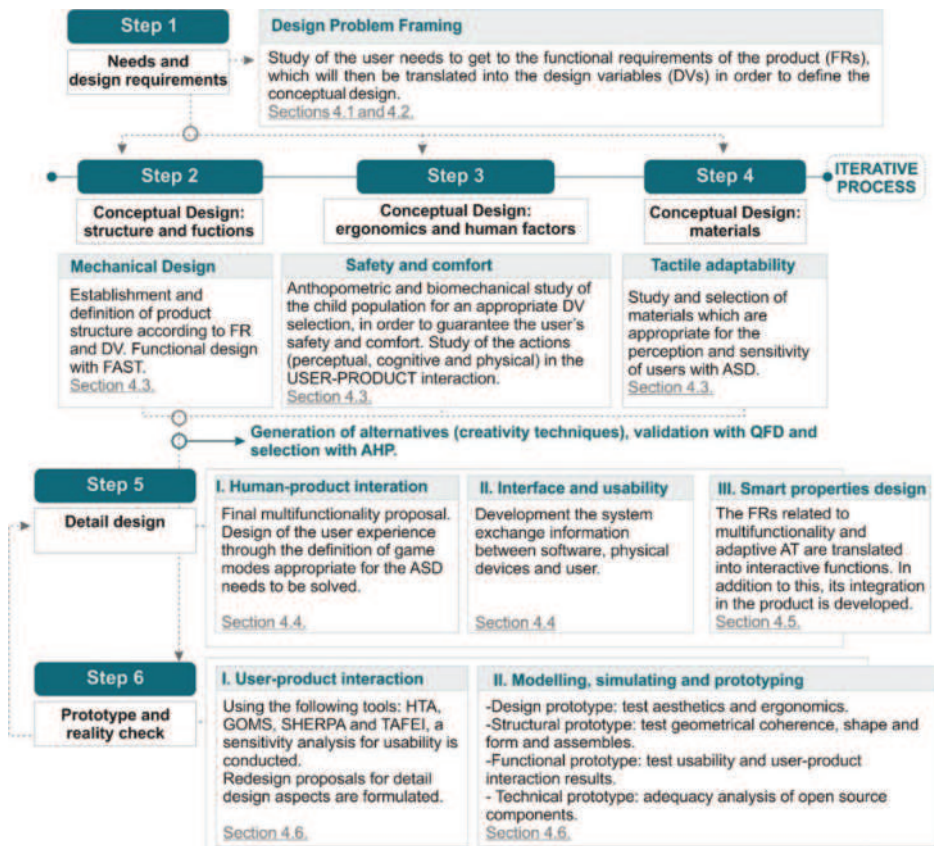 Step 1
Needs and
design requirements
Design Problem Framing
Study of the user needs to get to the functional requirements of the product (FRs),
which will then be translated into the design variables (DVs) in order to define the
conceptual design.
Sections 4.1 and 4.2.
Step 2
Step 3
Step 4
ITERATIVE
PROCESS
Conceptual Design:
structure and fuctions
Conceptual Design:
ergonomics and human factors
Conceptual Design:
materials
Mechanical Design
Establishment and
definition of product
structure according to FR
and DV. Functional design
with FAST.
Section 4.3.
Safety and comfort
Anthopometric and biomechanical study of
the child population for an appropriate DV
selection, in order to guarantee the user's
safety and comfort. Study of the actions
(perceptual, cognitive and physical) in the
USER-PRODUCT interaction.
Section 4.3.
Tactile adaptability
Study and selection of
materials which are
appropriate for the
perception and sensitivity
of users with ASD.
Section 4.3.
Generation of alternatives (creativity techniques), validation with QFD and
selection with AHP.
Step 5
Detail design
I. Human-product interation
Final multifunctionality proposal.
Design of the user experience
through the definition of game
modes appropriate for the ASD
needs to be solved.
Section 4.4.
II. Interface and usability
Development the system
exchange information
between software, physical
devices and user.
Section 4.4
III. Smart properties design
The FRs related to
multifunctionality and
adaptive AT are translated
into interactive functions. In
addition to this, its integration
in the product is developed.
Section 4.5.
Step 6
Prototype and
reality check
I. User-product interaction
Using the following tools: HTA,
GOMS, SHERPA and TAFEI, a
sensitivity analysis for usability is
conducted.
Redesign proposals for detail
design aspects are formulated.
Section 4.6.
II. Modelling, simulating and prototyping
-Design prototype: test aesthetics and ergonomics.
-Structural prototype: test geometrical coherence, shape and
form and assembles.
-Functional prototype: test usability and user-product
interaction results.
- Technical prototype: adequacy analysis of open source
components.
Section 4.6.